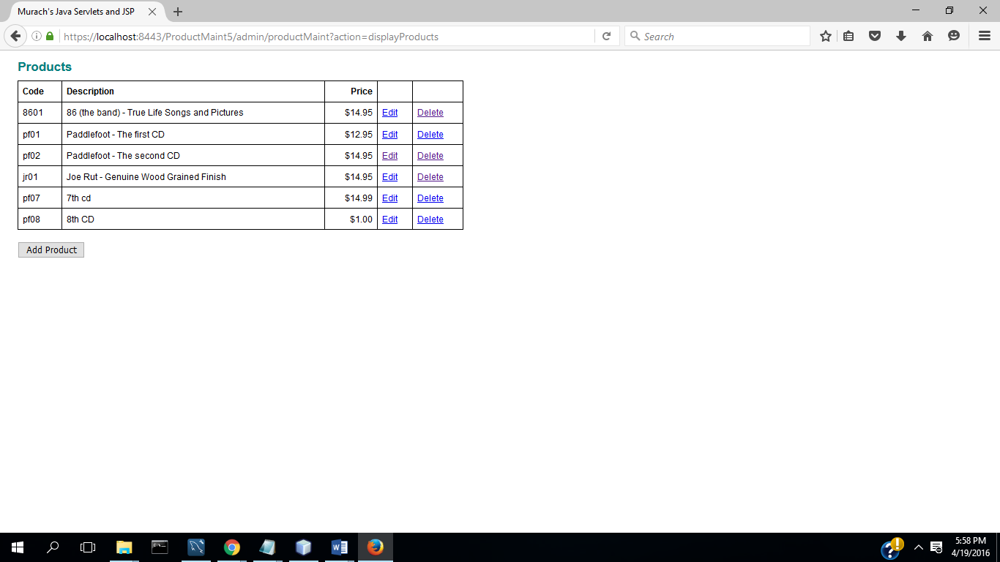 Murach's Java Servlets and JSP
https://localhost:8443/ProductMaint5/admin/productMaint?action=displayProducts
Search
Products
Code Description Price
8601 86 (the band) - True Life Songs and Pictures $14.95 Edit Delete
pf01 Paddlefoot - The first CD $12.95 Edit Delete
pf02 Paddlefoot - The second CD $14.95 Edit Delete
jr01 Joe Rut - Genuine Wood Grained Finish $14.95 Edit Delete
pf07 7th cd $14.99 Edit Delete
pf08 8th CD $1.00 Edit Delete
Add Product
5:58 PM
4/19/2016